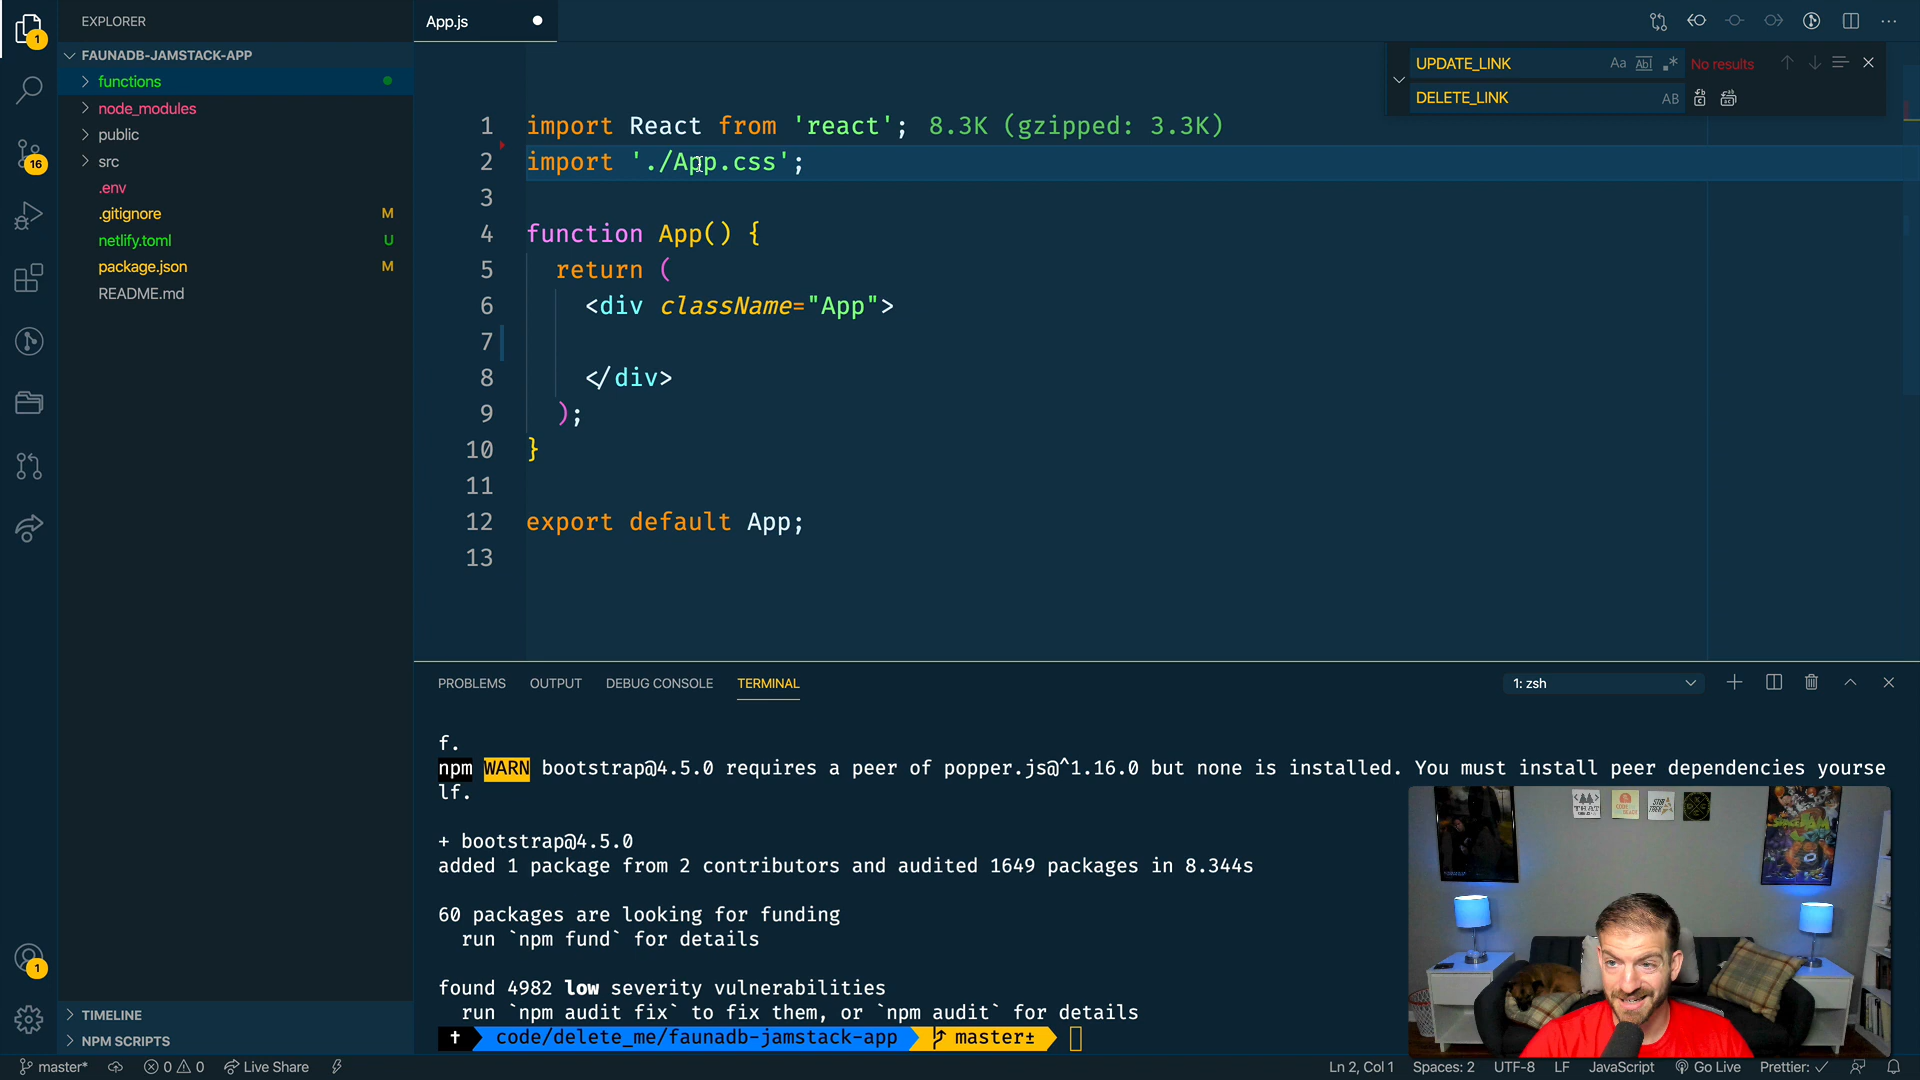 EXPLORER
FAUNADB-JAMSTACK-APP
functions
node_modules
public
src
.env
.gitignore M
netlify.toml U
package.json M
README.md
TIMELINE
NPM SCRIPTS
1
16
1
App.js
UPDATE_LINK Aa Abl .* No results
DELETE_LINK AB
1 import React from 'react'; 8.3K (gzipped: 3.3K)
2 import './App.css';
3
4 function App() {
5 return (
6 <div className="App">
7
8 </div>
9 );
10 }
11
12 export default App;
13
PROBLEMS OUTPUT DEBUG CONSOLE TERMINAL 1: zsh
f.
npm WARN bootstrap@4.5.0 requires a peer of popper.js@^1.16.0 but none is installed. You must install peer dependencies yourse
lf.
+ bootstrap@4.5.0
added 1 package from 2 contributors and audited 1649 packages in 8.344s
60 packages are looking for funding
run `npm fund` for details
found 4982 low severity vulnerabilities
run `npm audit fix` to fix them, or `npm audit` for details
code/delete_me/faunadb-jamstack-app master±
THAT
master* 0 0 Live Share Ln 2, Col 1 Spaces: 2 UTF-8 LF JavaScript Go Live Prettier: ✓